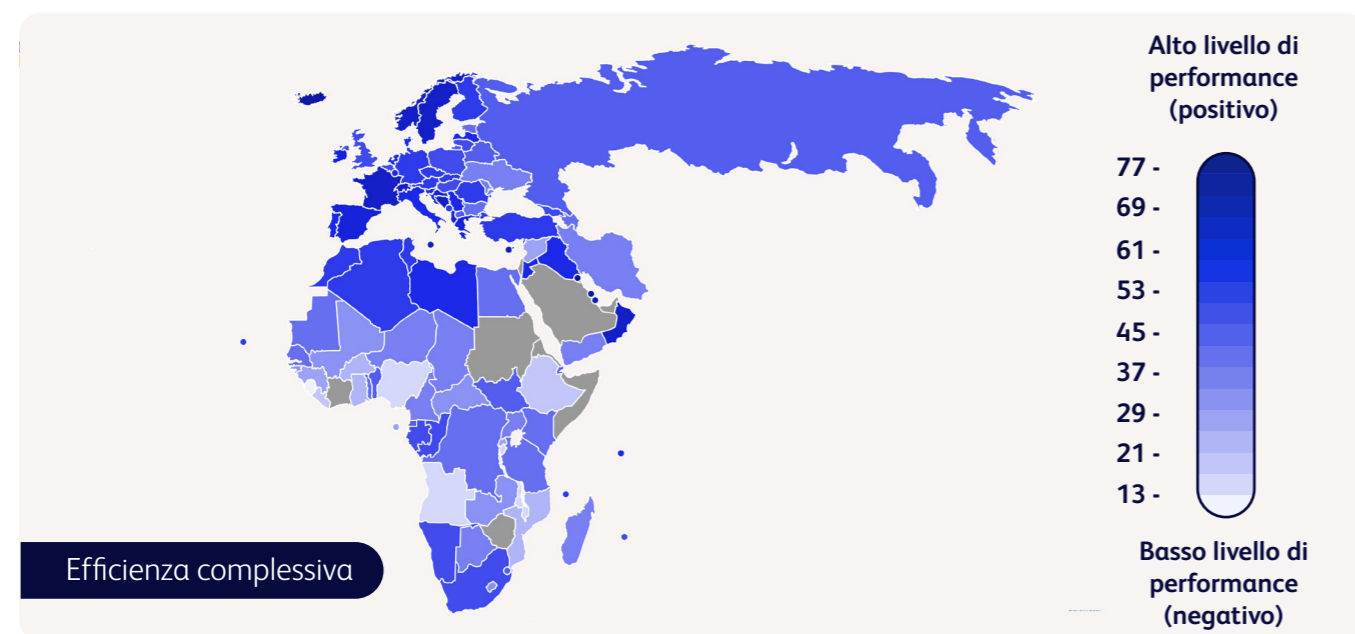 Alto livello di
performance
(positivo)
77 -
69 -
61 -
53 -
45 -
37 -
29 -
21 -
13 -
Basso livello di
performance
(negativo)
Efficienza complessiva